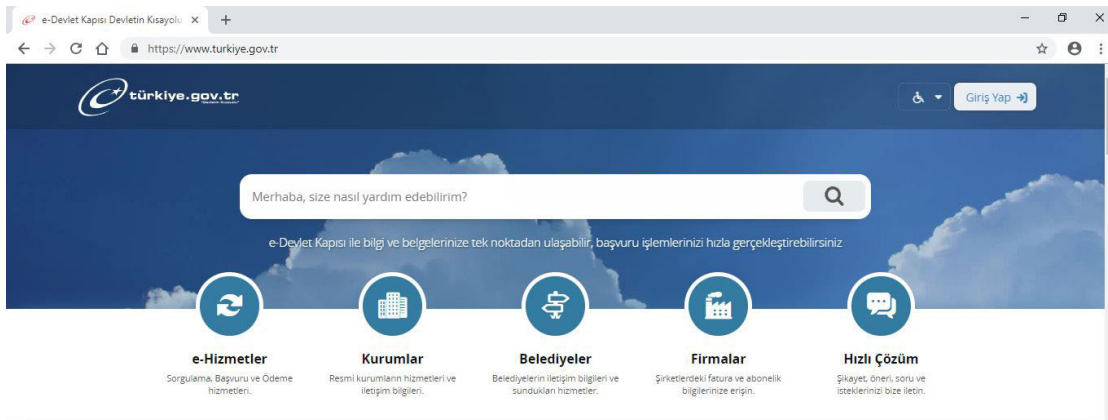 e-Devlet Kapısı Devletin Kısayolu
https://www.turkiye.gov.tr
türkiye.gov.tr
Giriş Yap
Merhaba, size nasıl yardım edebilirim?
e-Devlet Kapısı ile bilgi ve belgelerinize tek noktadan ulaşabilir, başvuru işlemlerinizi hızla gerçekleştirebilirsiniz
e-Hizmetler
Sorgulama, Başvuru ve Ödeme
hizmetleri.
Kurumlar
Resmi kurumların hizmetleri ve
iletişim bilgileri.
Belediyeler
Belediyelerin iletişim bilgileri ve
sundukları hizmetler.
Firmalar
Şirketlerdeki fatura ve abonelik
bilgilerinize erişin.
Hızlı Çözüm
Şikayet, öneri, soru ve
isteklerinizi bize iletin.